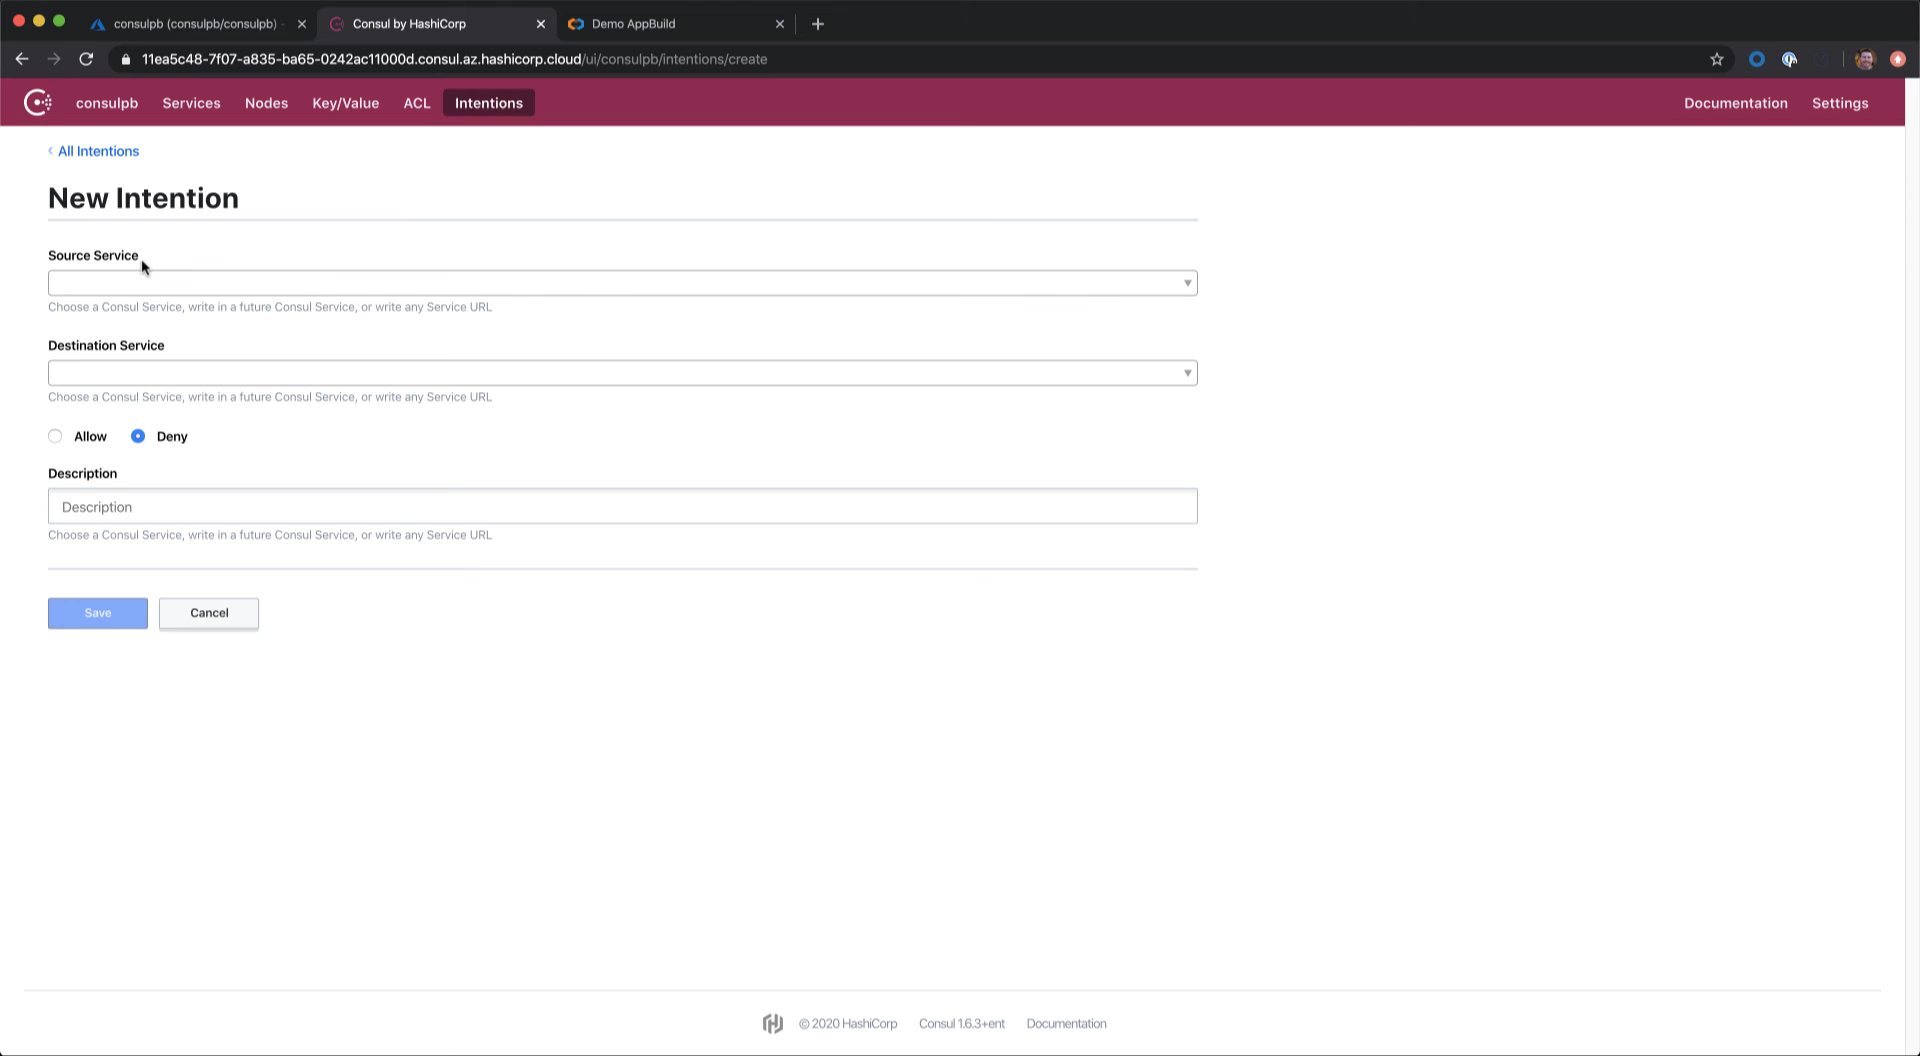 consulpb (consulpb/consulpb) -
Consul by HashiCorp
Demo AppBuild
11ea5c48-7f07-a835-ba65-0242ac11000d.consul.az.hashicorp.cloud/ui/consulpb/intentions/create
consulpb Services Nodes Key/Value ACL Intentions Documentation Settings
All Intentions
New Intention
Source Service
Choose a Consul Service, write in a future Consul Service, or write any Service URL
Destination Service
Choose a Consul Service, write in a future Consul Service, or write any Service URL
Allow Deny
Description
Description
Choose a Consul Service, write in a future Consul Service, or write any Service URL
Save Cancel
© 2020 HashiCorp Consul 1.6.3+ent Documentation